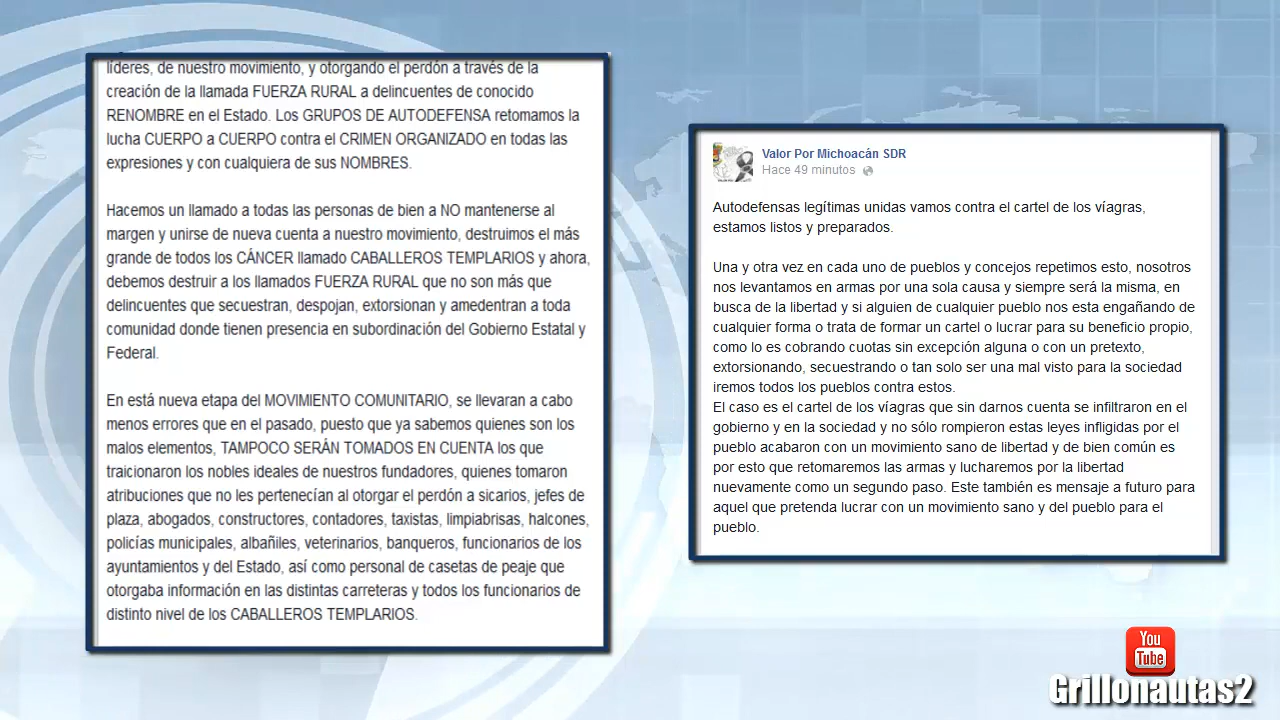 líderes, de nuestro movimiento, y otorgando el perdón a través de la
creación de la llamada FUERZA RURAL a delincuentes de conocido
RENOMBRE en el Estado. Los GRUPOS DE AUTODEFENSA retomamos la
lucha CUERPO a CUERPO contra el CRIMEN ORGANIZADO en todas las
expresiones y con cualquiera de sus NOMBRES.
Hacemos un llamado a todas las personas de bien a NO mantenerse al
margen y unirse de nueva cuenta a nuestro movimiento, destruimos el más
grande de todos los CÁNCER llamado CABALLEROS TEMPLARIOS y ahora,
debemos destruir a los llamados FUERZA RURAL que no son más que
delincuentes que secuestran, despojan, extorsionan y amedentran a toda
comunidad donde tienen presencia en subordinación del Gobierno Estatal y
Federal.
En está nueva etapa del MOVIMIENTO COMUNITARIO, se llevaran a cabo
menos errores que en el pasado, puesto que ya sabemos quienes son los
malos elementos, TAMPOCO SERÁN TOMADOS EN CUENTA los que
traicionaron los nobles ideales de nuestros fundadores, quienes tomaron
atribuciones que no les pertenecían al otorgar el perdón a sicarios, jefes de
plaza, abogados, constructores, contadores, taxistas, limpiabrisas, halcones,
policías municipales, albañiles, veterinarios, banqueros, funcionarios de los
ayuntamientos y del Estado, así como personal de casetas de peaje que
otorgaba información en las distintas carreteras y todos los funcionarios de
distinto nivel de los CABALLEROS TEMPLARIOS.
Valor Por Michoacán SDR
Hace 49 minutos
Autodefensas legítimas unidas vamos contra el cartel de los víagras,
estamos listos y preparados.
Una y otra vez en cada uno de pueblos y concejos repetimos esto, nosotros
nos levantamos en armas por una sola causa y siempre será la misma, en
busca de la libertad y si alguien de cualquier pueblo nos esta engañando de
cualquier forma o trata de formar un cartel o lucrar para su beneficio propio,
como lo es cobrando cuotas sin excepción alguna o con un pretexto,
extorsionando, secuestrando o tan solo ser una mal visto para la sociedad
iremos todos los pueblos contra estos.
El caso es el cartel de los víagras que sin darnos cuenta se infiltraron en el
gobierno y en la sociedad y no sólo rompieron estas leyes infligidas por el
pueblo acabaron con un movimiento sano de libertad y de bien común es
por esto que retomaremos las armas y lucharemos por la libertad
nuevamente como un segundo paso. Este también es mensaje a futuro para
aquel que pretenda lucrar con un movimiento sano y del pueblo para el
pueblo.
You
Tube
Grillonautas2